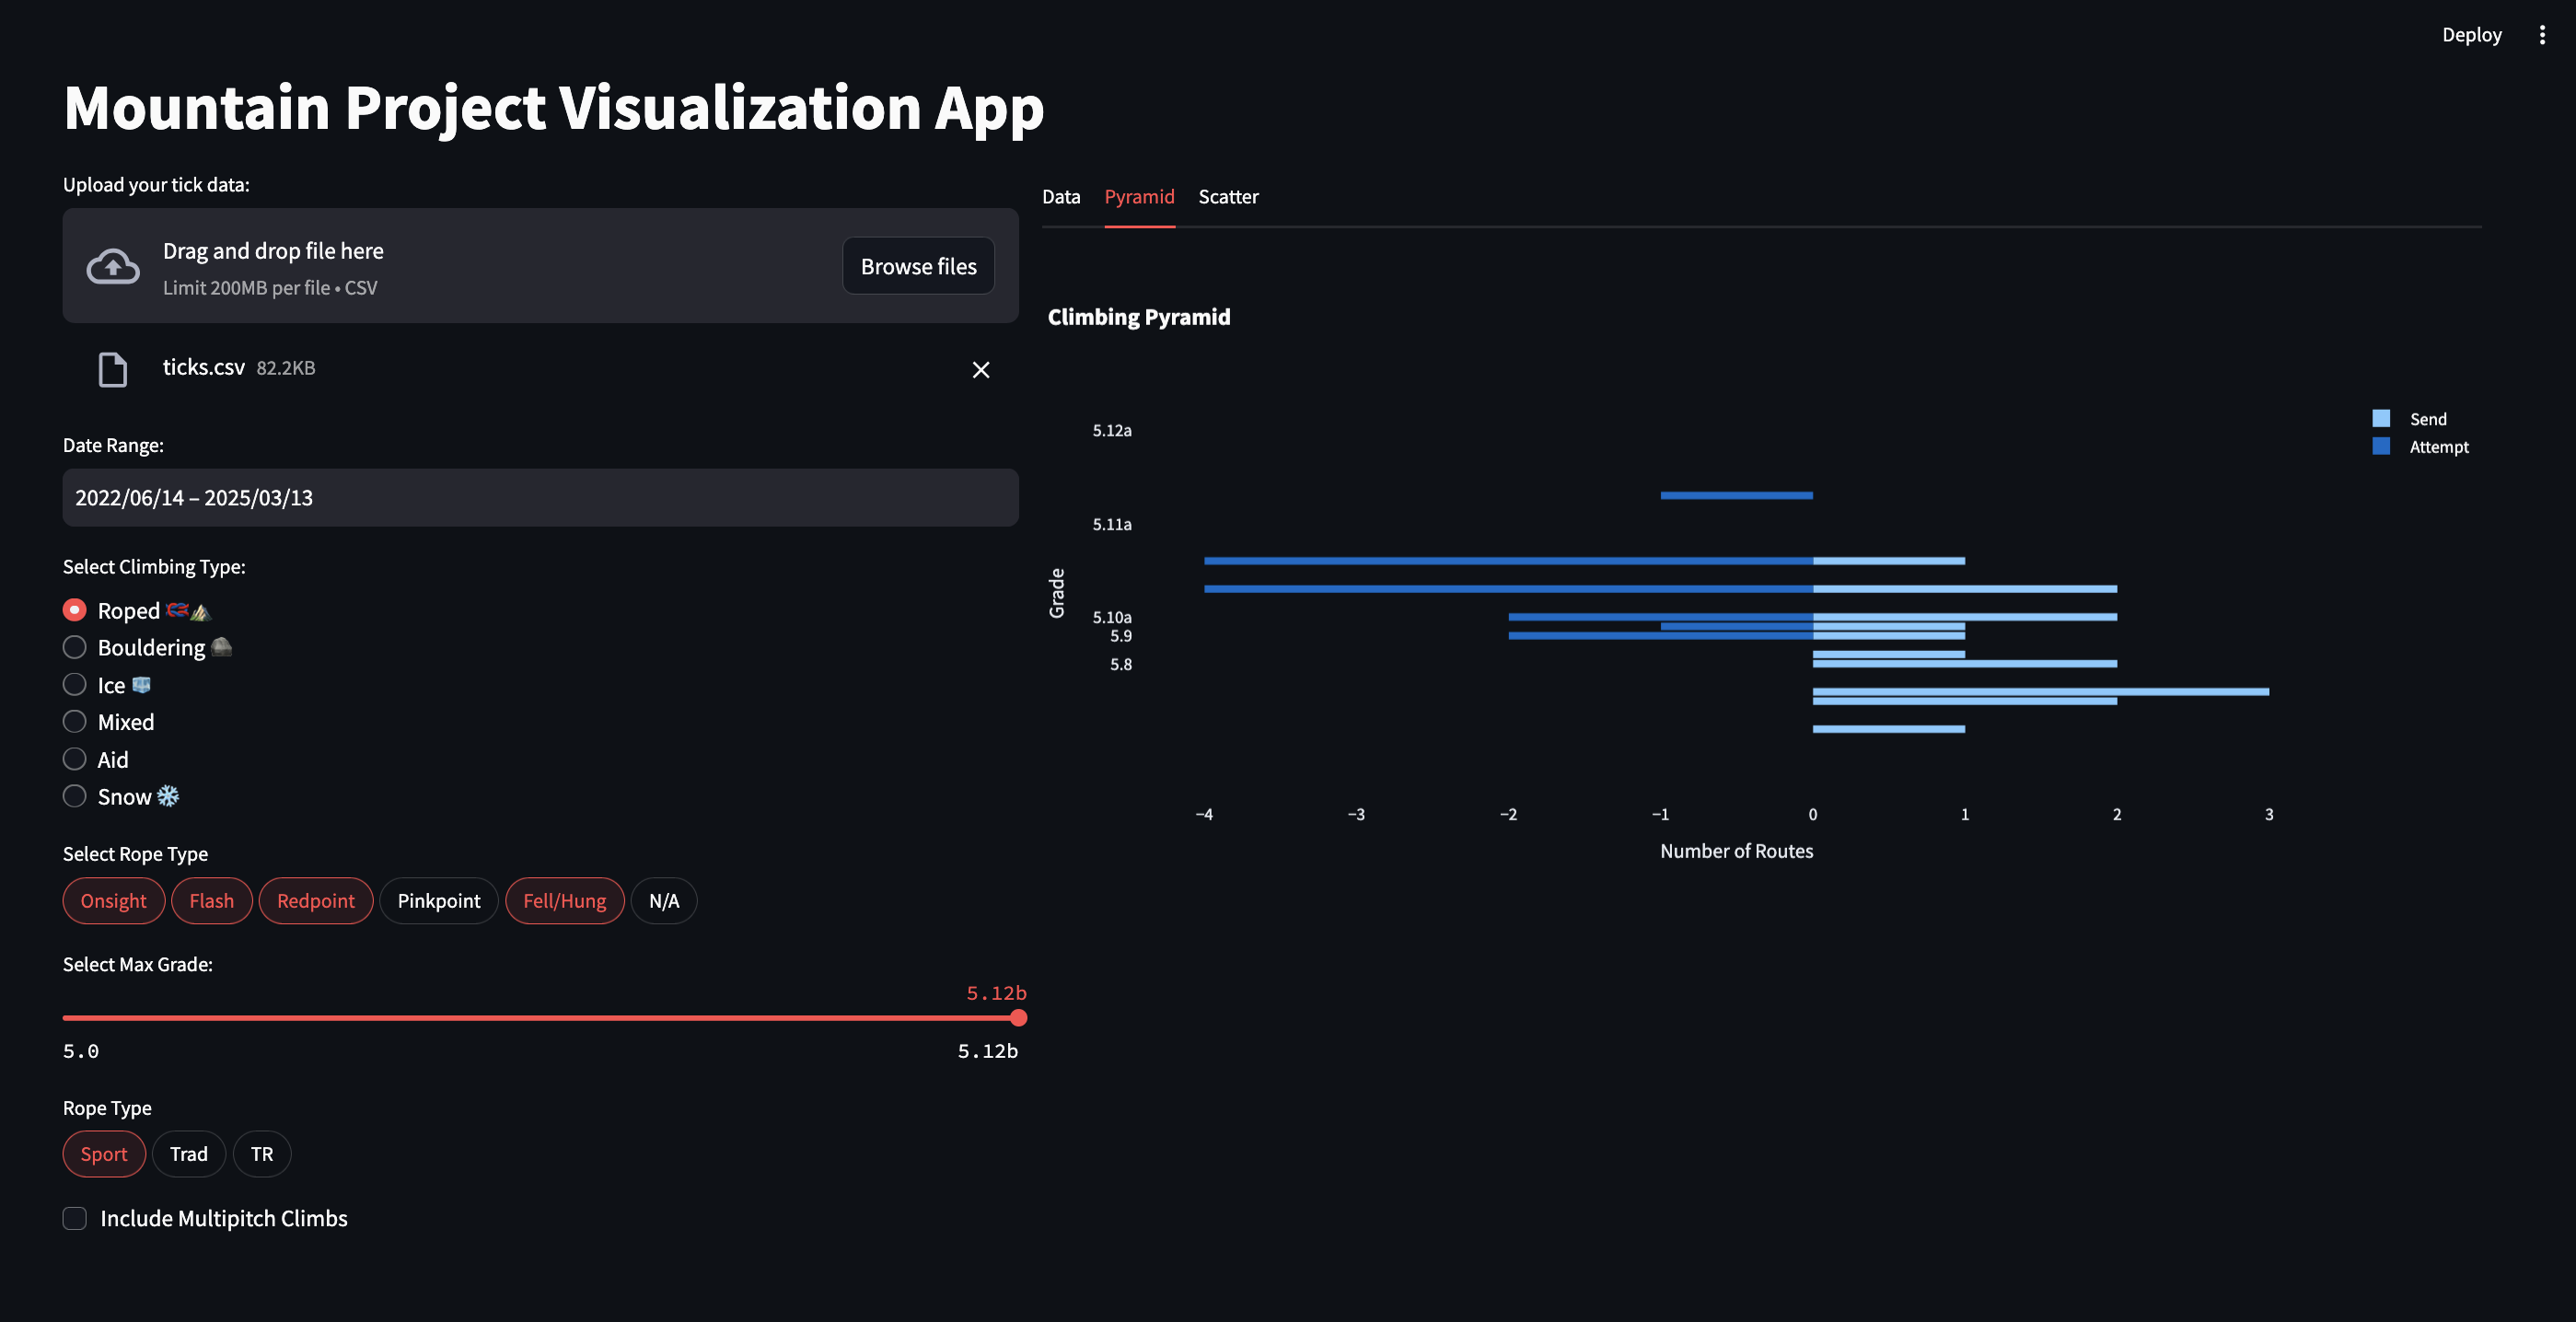 Deploy
Mountain Project Visualization App
Upload your tick data:
Drag and drop file here
Limit 200MB per file • CSV
Browse files
ticks.csv 82.2KB
Date Range:
2022/06/14 – 2025/03/13
Select Climbing Type:
Roped
Bouldering
Ice
Mixed
Aid
Snow
Select Rope Type
Onsight Flash Redpoint Pinkpoint Fell/Hung N/A
Select Max Grade:
5.12b
5.0 5.12b
Rope Type
Sport Trad TR
Include Multipitch Climbs
Data Pyramid Scatter
Climbing Pyramid
Send
Attempt
Grade
5.12a
5.11a
5.10a
5.9
5.8
−4 −3 −2 −1 0 1 2 3
Number of Routes